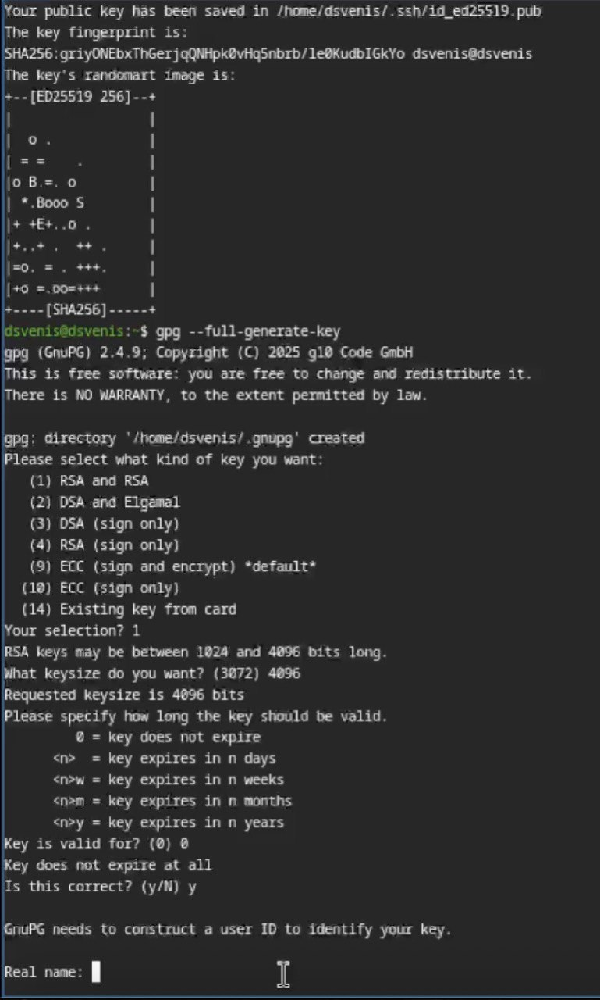 Your public key has been saved in /home/dsvenis/.ssh/id_ed25519.pub
The key fingerprint is:
SHA256:griyONEbxThGerjqQNHpk0vHq5nbrb/le0KudbIGkYo dsvenis@dsvenis
The key's randomart image is:
+--[ED25519 256]--+
|                 |
|  o .            |
| = =    .        |
|o B.=. o         |
| *.Booo S        |
|+ +E+..o .       |
|+..+ .  ++ .     |
|=o. = . +++.     |
|+o =.oo=+++      |
+----[SHA256]-----+
dsvenis@dsvenis:~$ gpg --full-generate-key
gpg (GnuPG) 2.4.9; Copyright (C) 2025 g10 Code GmbH
This is free software: you are free to change and redistribute it.
There is NO WARRANTY, to the extent permitted by law.

gpg: directory '/home/dsvenis/.gnupg' created
Please select what kind of key you want:
   (1) RSA and RSA
   (2) DSA and Elgamal
   (3) DSA (sign only)
   (4) RSA (sign only)
   (9) ECC (sign and encrypt) *default*
  (10) ECC (sign only)
  (14) Existing key from card
Your selection? 1
RSA keys may be between 1024 and 4096 bits long.
What keysize do you want? (3072) 4096
Requested keysize is 4096 bits
Please specify how long the key should be valid.
         0 = key does not expire
      <n>  = key expires in n days
      <n>w = key expires in n weeks
      <n>m = key expires in n months
      <n>y = key expires in n years
Key is valid for? (0) 0
Key does not expire at all
Is this correct? (y/N) y

GnuPG needs to construct a user ID to identify your key.

Real name: